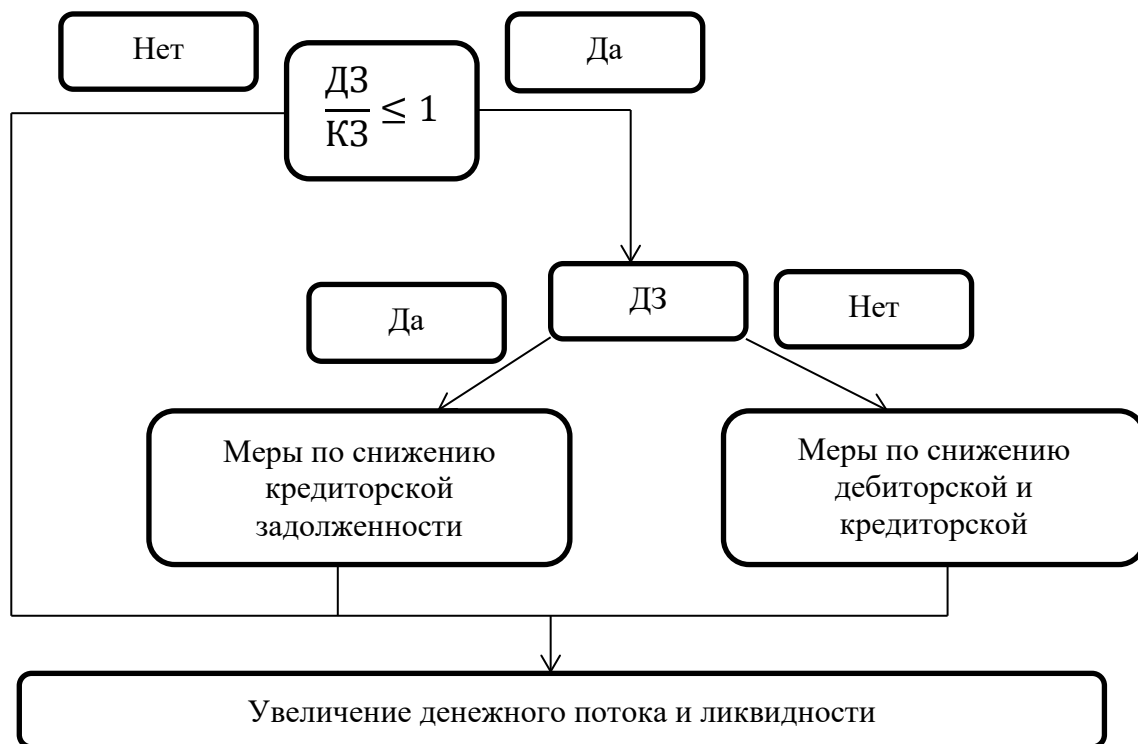 Нет
Да
ДЗ
КЗ ≤ 1
ДЗ
Да
Нет
Меры по снижению
кредиторской
задолженности
Меры по снижению
дебиторской и
кредиторской
Увеличение денежного потока и ликвидности